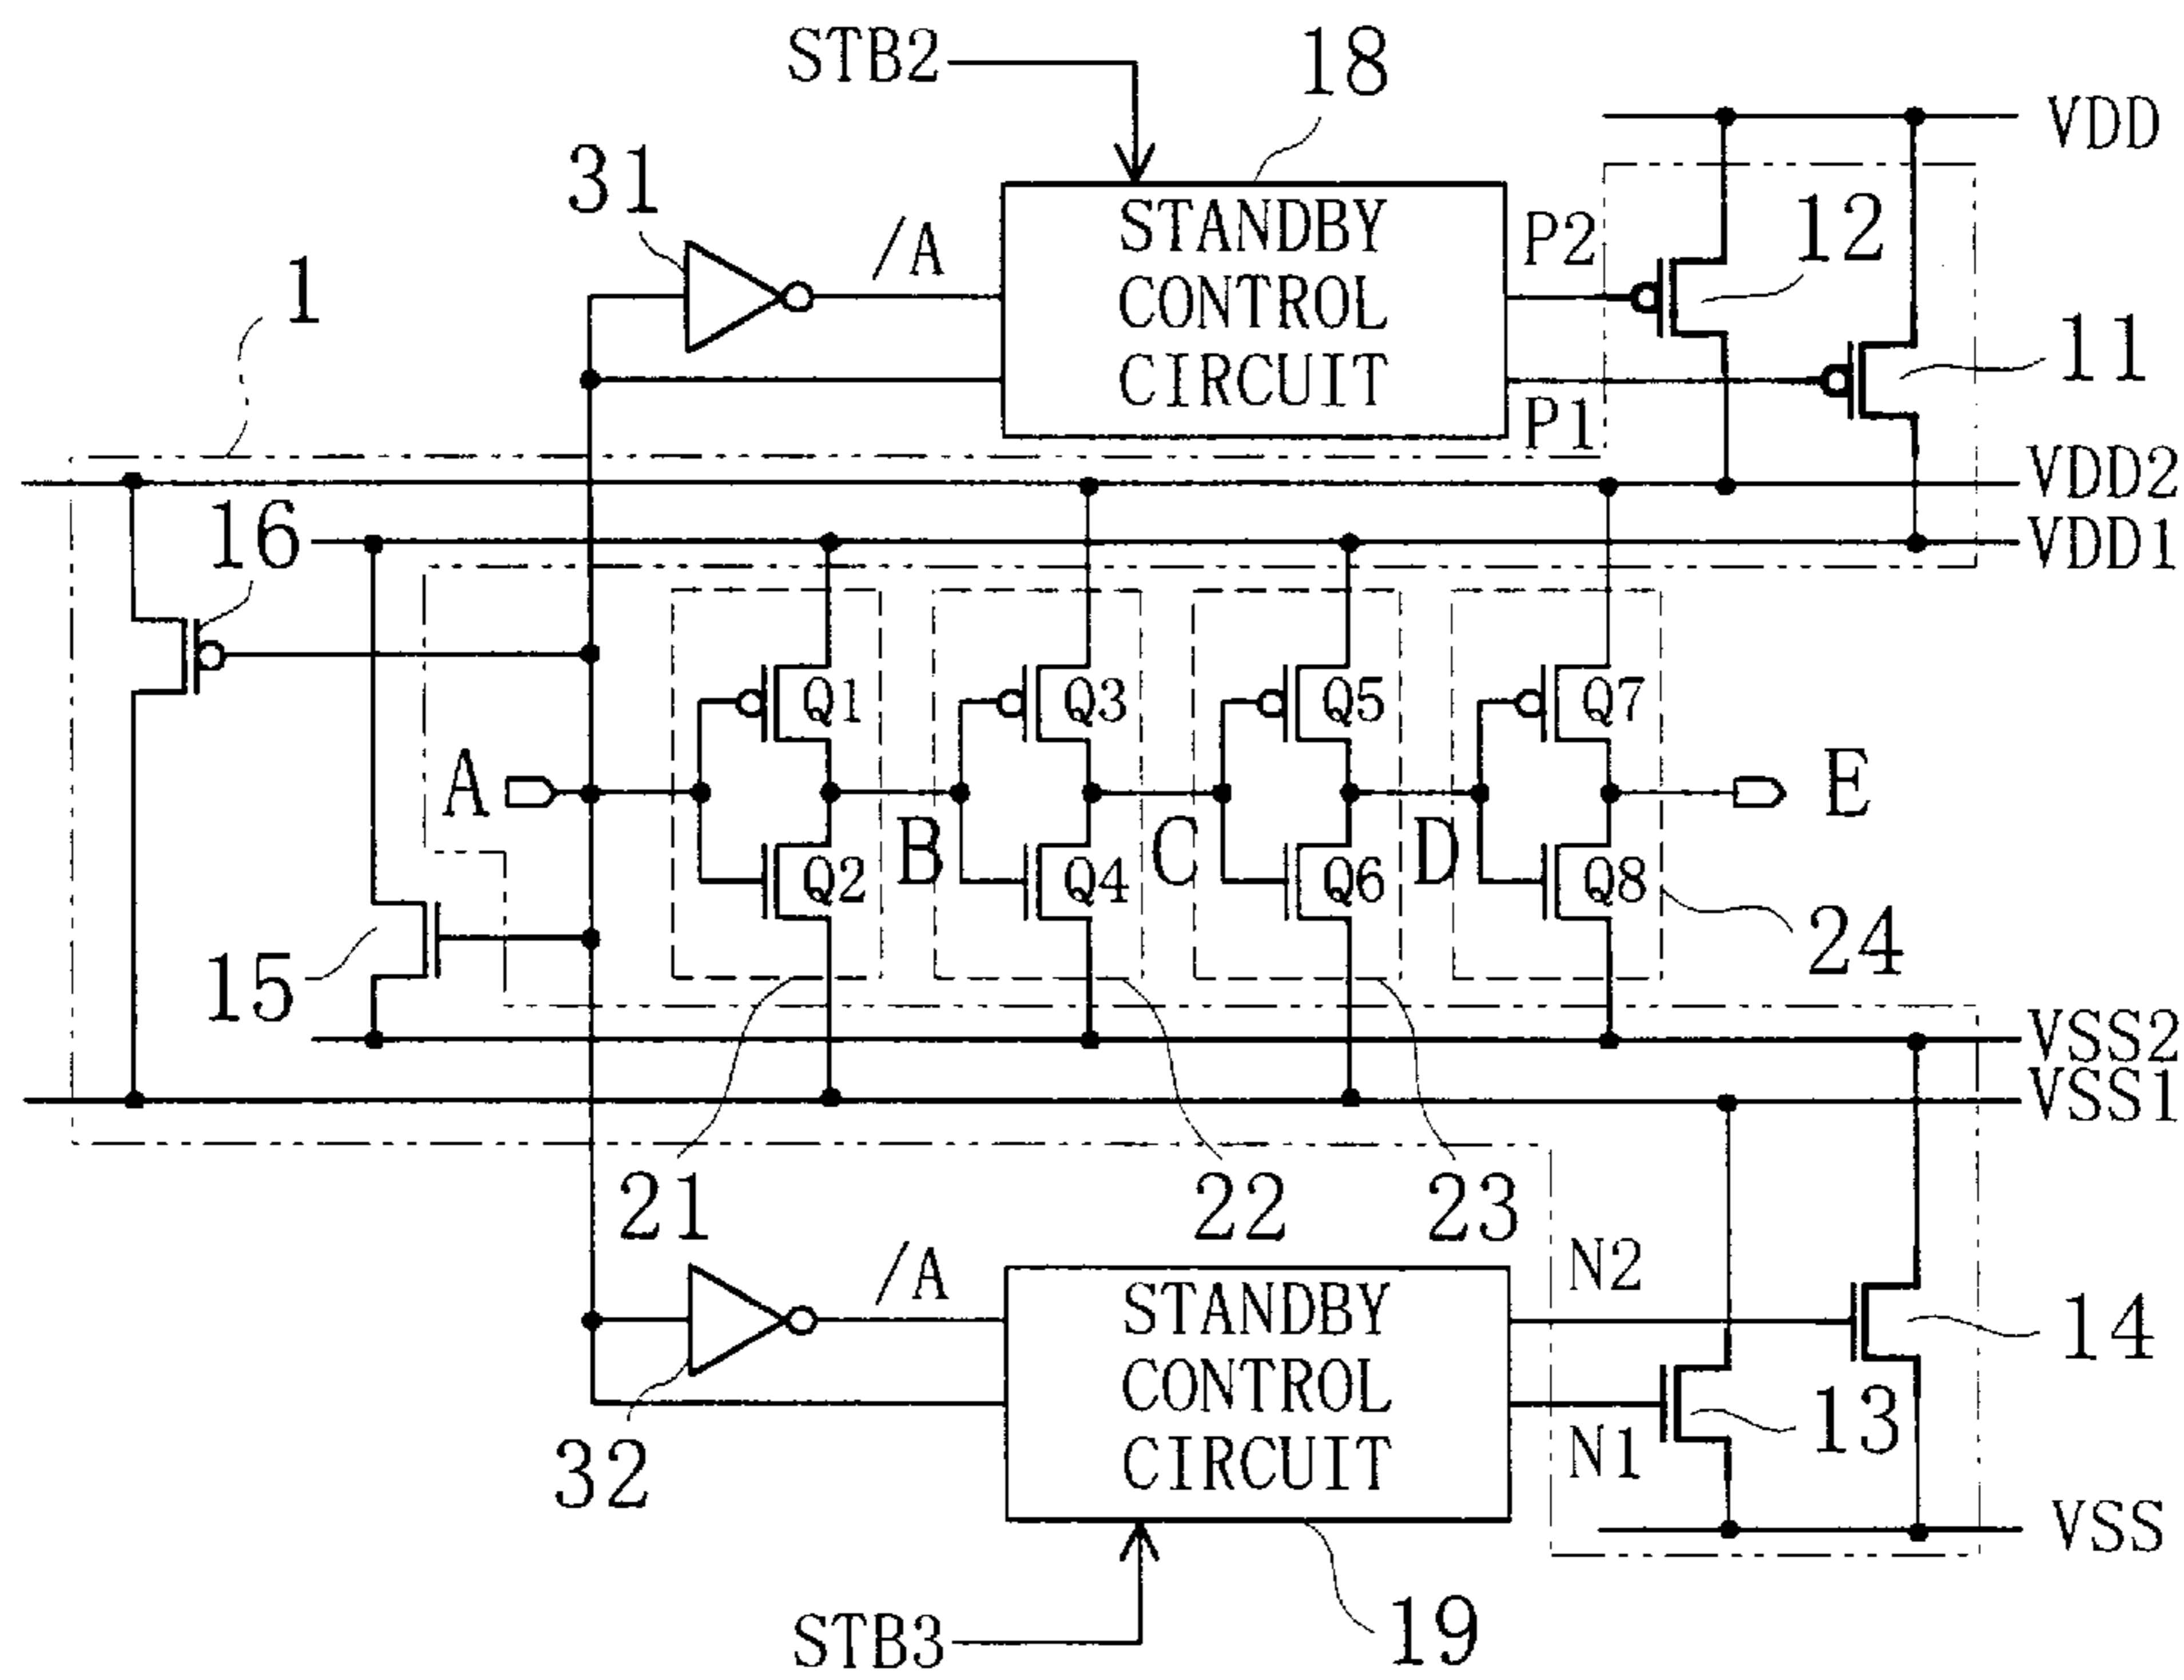 STB2
18
VDD
31
/A
STANDBY
CONTROL
CIRCUIT
P2
12
1
P1
11
VDD2
VDD1
16
Q1
Q3
Q5
Q7
A
E
B
C
D
Q2
Q4
Q6
Q8
15
24
VSS2
VSS1
21
22
23
/A
N2
STANDBY
CONTROL
CIRCUIT
14
13
32
N1
VSS
STB3
19